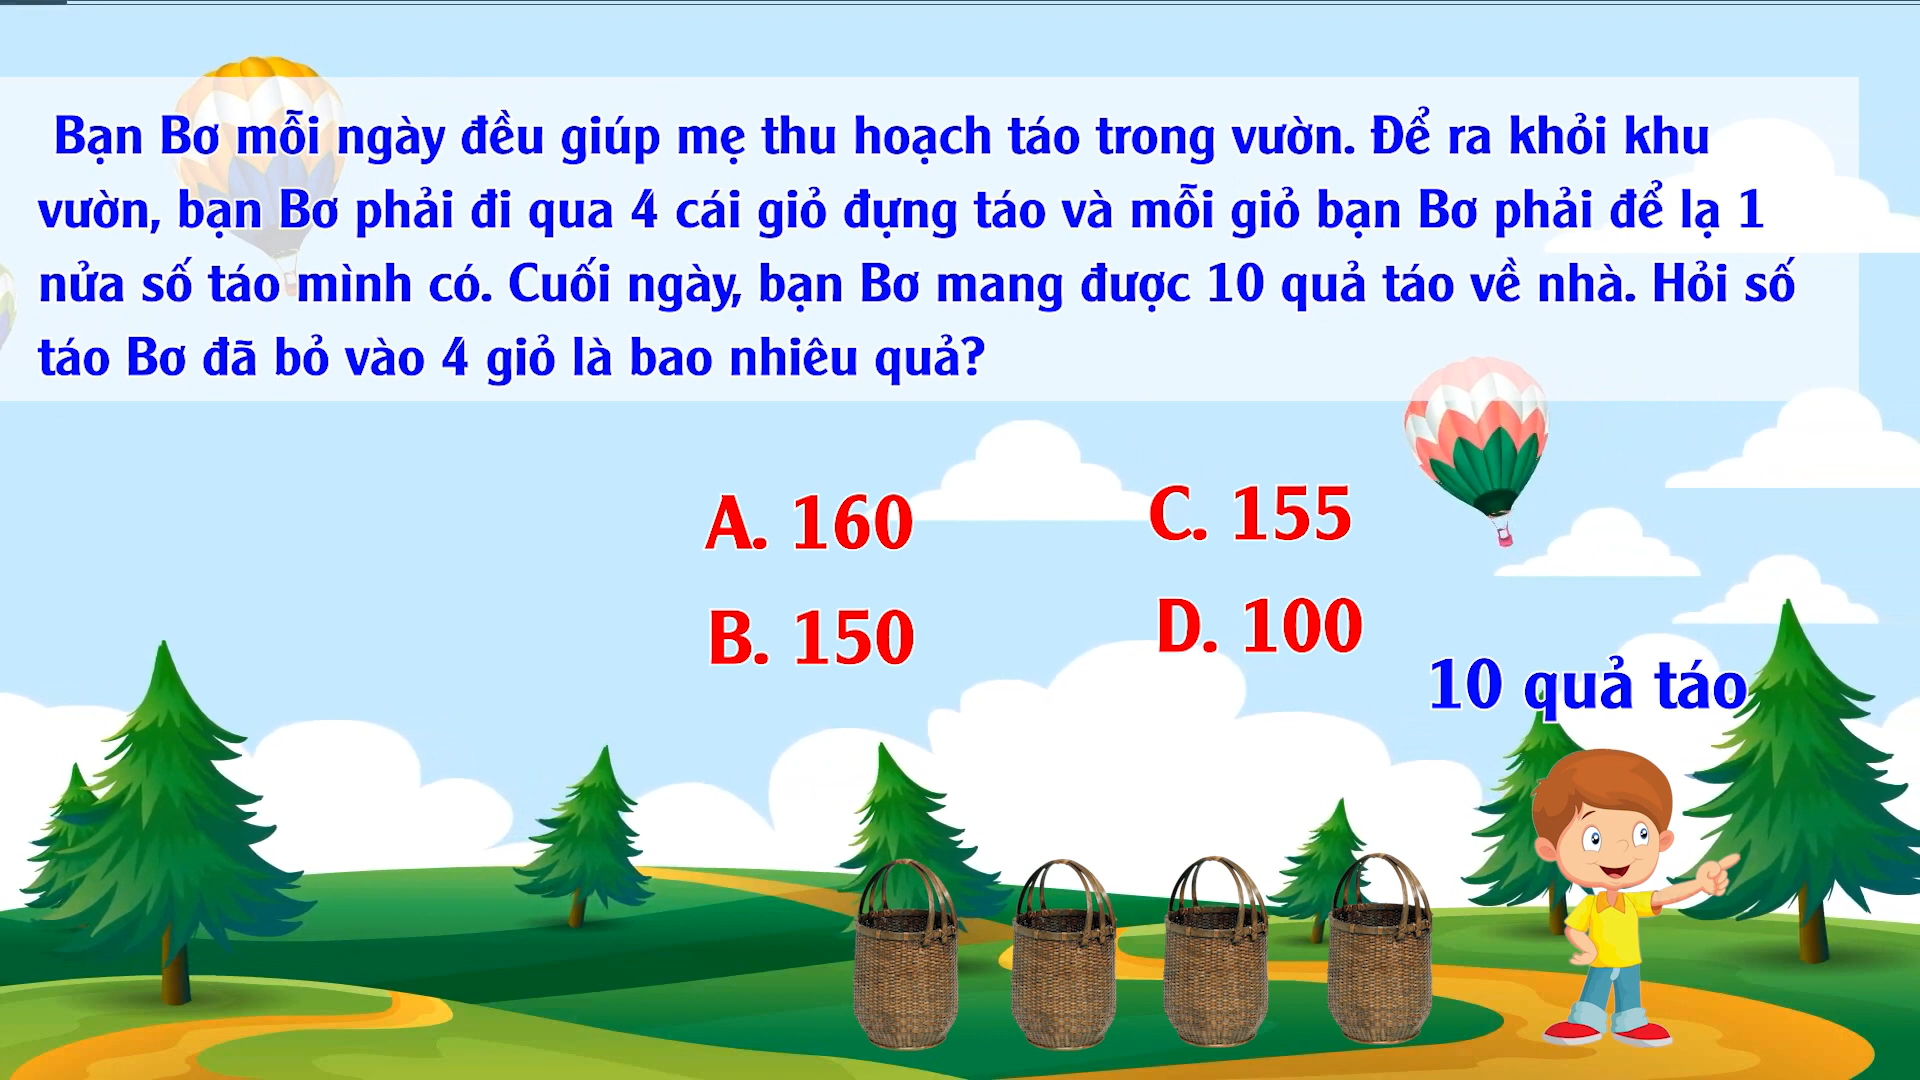 Bạn Bơ mỗi ngày đều giúp mẹ thu hoạch táo trong vườn. Để ra khỏi khu
vườn, bạn Bơ phải đi qua 4 cái giỏ đựng táo và mỗi giỏ bạn Bơ phải để lạ 1
nửa số táo mình có. Cuối ngày, bạn Bơ mang được 10 quả táo về nhà. Hỏi số
táo Bơ đã bỏ vào 4 giỏ là bao nhiêu quả?
A. 160
C. 155
B. 150
D. 100
10 quả táo